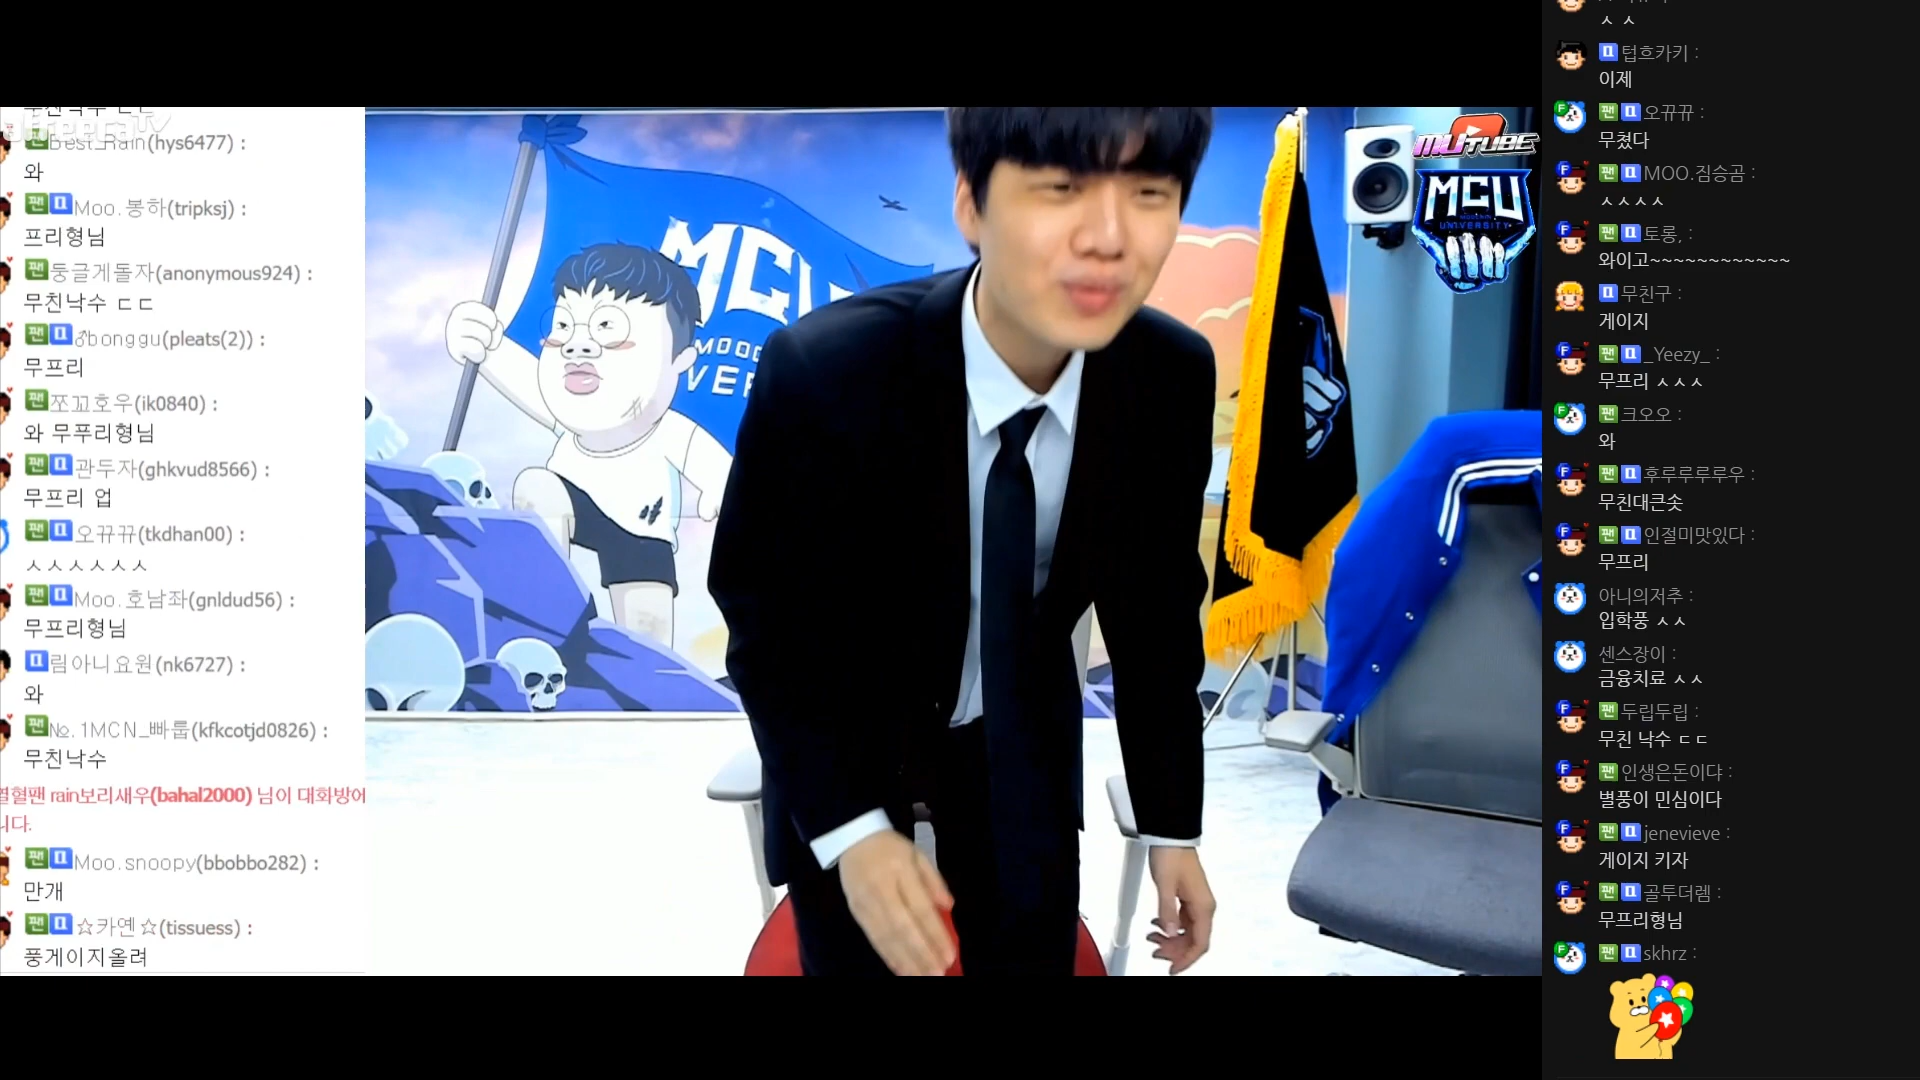 Best_Rain(hys6477) :
와
팬 Moo.봉하(tripksj) :
프리형님
팬 둥글게돌자(anonymous924) :
무친낙수 ㄷㄷ
팬 ♂bonggu(pleats(2)) :
무프리
팬 쪼꼬호우(ik0840) :
와 무푸리형님
팬 관두자(ghkvud8566) :
무프리 업
팬 오뀨뀨(tkdhan00) :
ㅅㅅㅅㅅㅅㅅ
팬 Moo.호남좌(gnldud56) :
무프리형님
림아니요원(nk6727) :
와
팬 №.1MCN_빠룹(kfkcotjd0826) :
무친낙수
열혈팬 rain보리새우(bahal2000) 님이 대화방에
니다.
팬 Moo.snoopy(bbobbo282) :
만개
팬 ☆카옌☆(tissuess) :
풍게이지올려
MCU
MUTUBE
MCU
UNIVERSITY
ㅅ ㅅ
텁흐카키 :
이제
팬 오뀨뀨 :
무쳤다
팬 MOO.짐승곰 :
ㅅㅅㅅㅅ
팬 토롱, :
와이고~~~~~~~~~~~~
무친구 :
게이지
팬 _Yeezy_ :
무프리 ㅅㅅㅅ
팬 크오오 :
와
팬 후루루루루우 :
무친대큰솟
팬 인절미맛있다 :
무프리
아니의저추 :
입학풍 ㅅㅅ
센스장이 :
금융치료 ㅅㅅ
팬 두립두립 :
무친 낙수 ㄷㄷ
팬 인생은돈이댜 :
별풍이 민심이다
팬 jenevieve :
게이지 키자
팬 골투더렘 :
무프리형님
팬 skhrz :